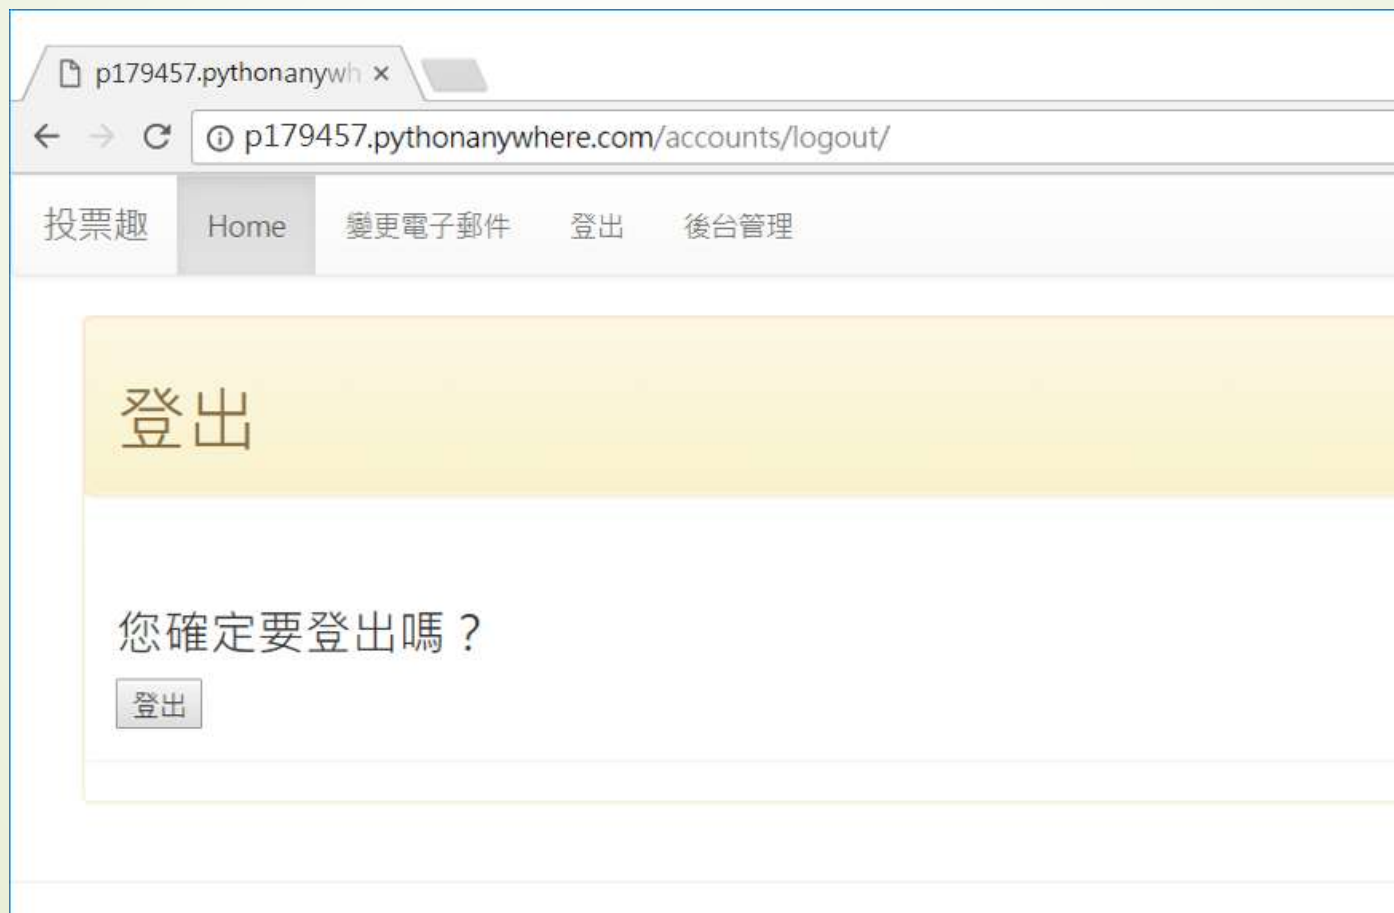 p179457.pythonanywh
p179457.pythonanywhere.com/accounts/logout/
投票趣 Home 變更電子郵件 登出 後台管理
登出
您確定要登出嗎？
登出